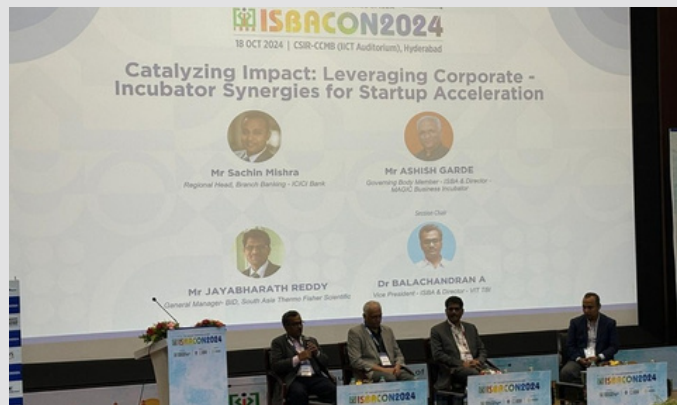 ISBACON2024
18 OCT 2024 | CSIR-CCMB (IICT Auditorium), Hyderabad
Catalyzing Impact: Leveraging Corporate -
Incubator Synergies for Startup Acceleration
Mr Sachin Mishra
Regional Head, Branch Banking - ICICI Bank
Mr ASHISH GARDE
Governing Body Member - ISBA & Director -
MAGIC Business Incubator
Session Chair
Mr JAYABHARATH REDDY
General Manager- BID, South Asia Thermo Fisher Scientific
Dr BALACHANDRAN A
Vice President - ISBA & Director - VIT TBI
ISBACON2024
ISBACON2024
ISBACON2024
ISBACON2024